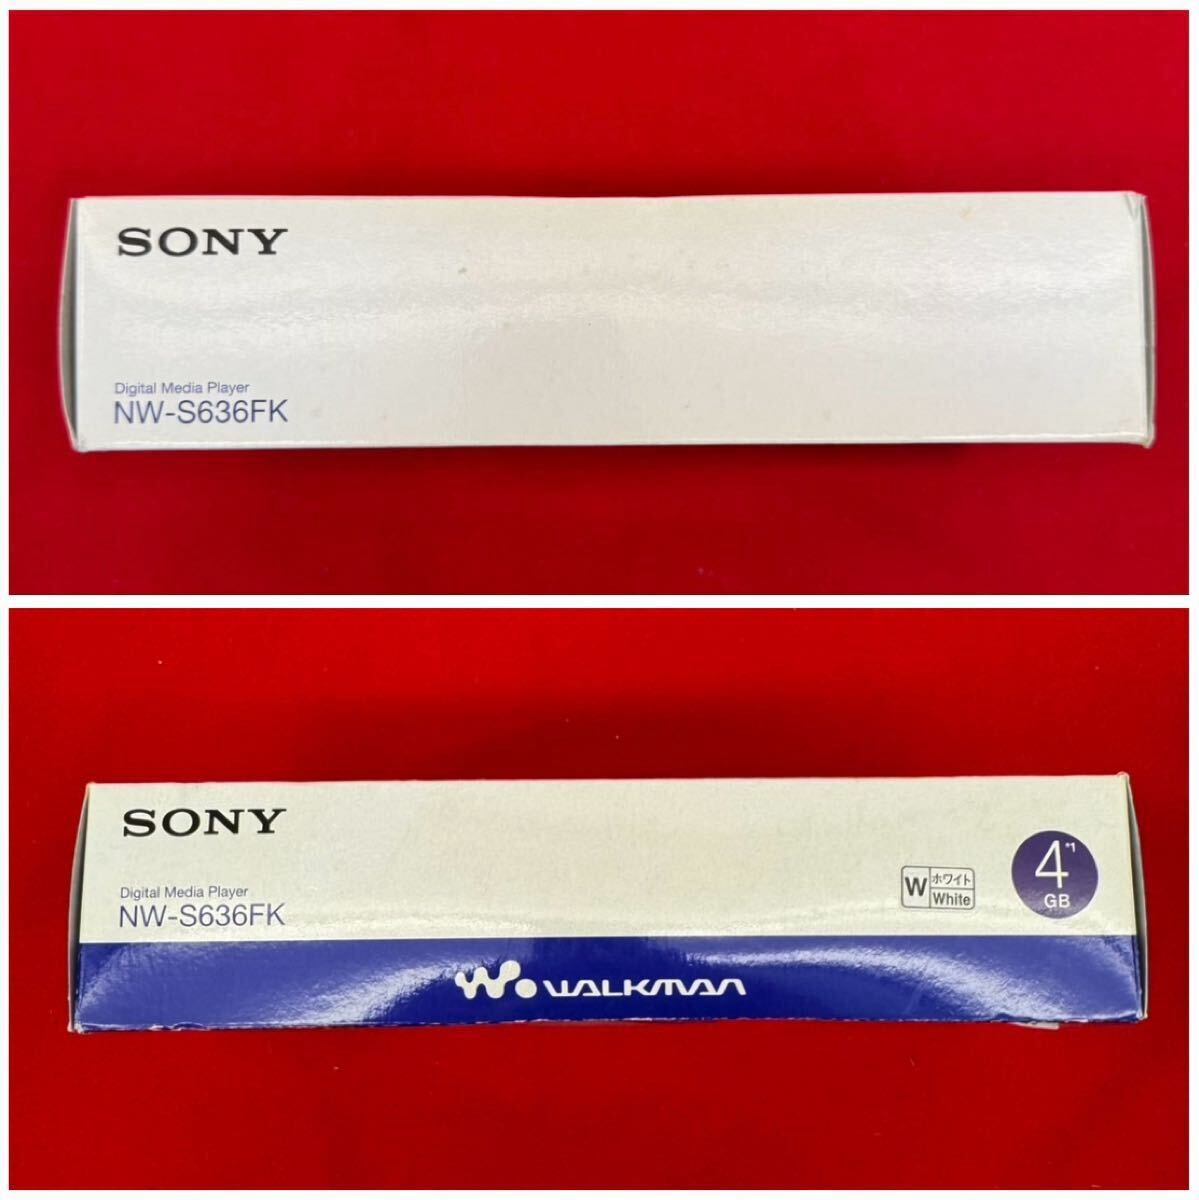 SONY
Digital Media Player
NW-S636FK
SONY
Digital Media Player
NW-S636FK
W ホワイト White
4*1
GB
W. WALKMAN